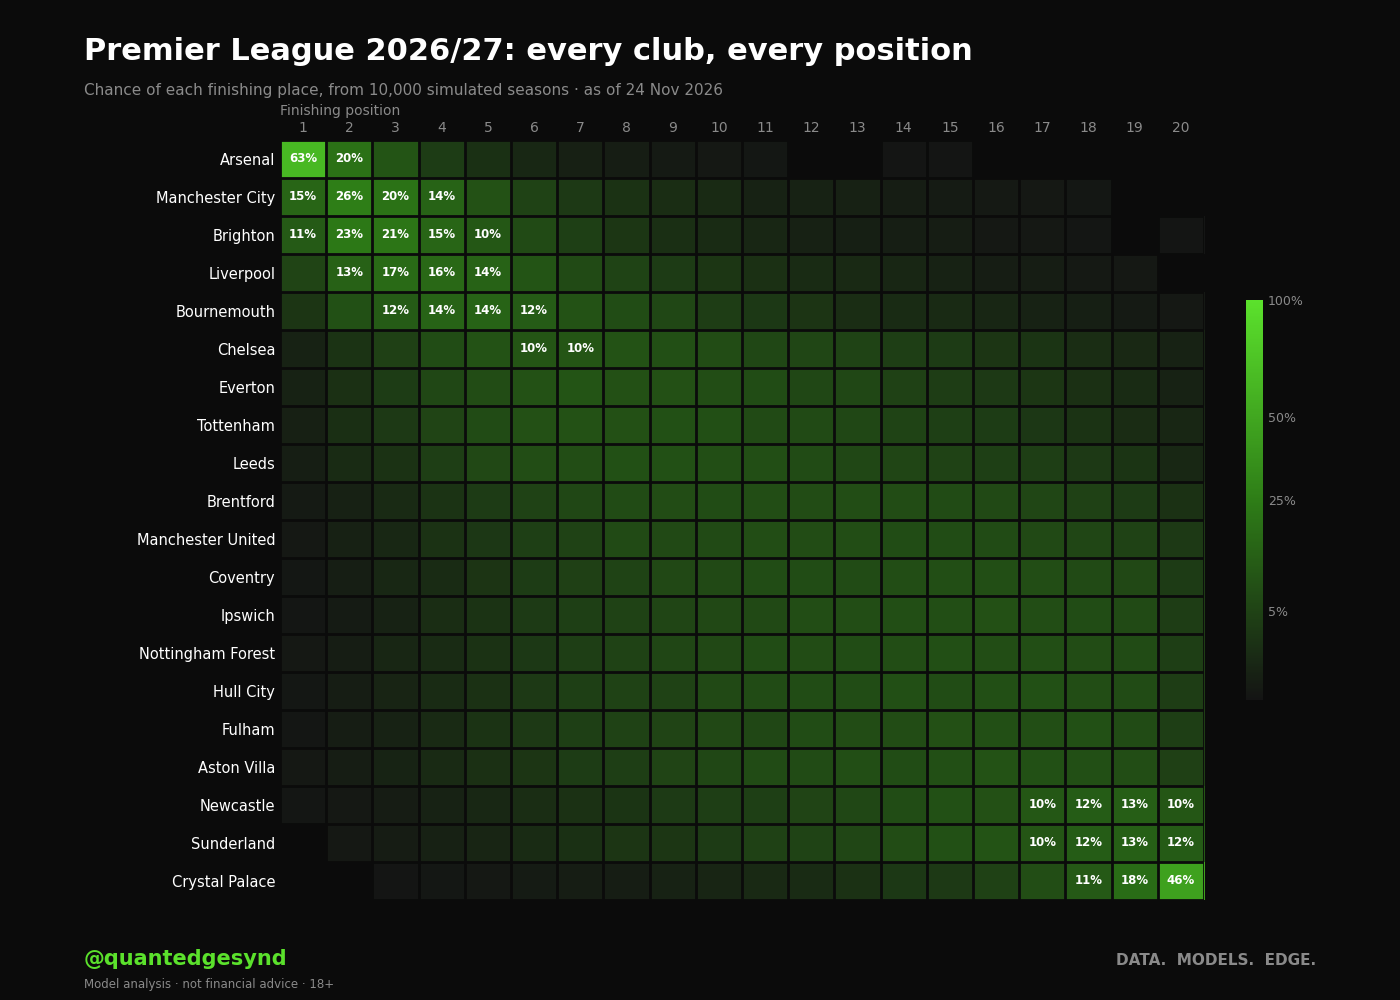 Premier League 2026/27: every club, every position
Chance of each finishing place, from 10,000 simulated seasons · as of 24 Nov 2026
Finishing position
1 2 3 4 5 6 7 8 9 10 11 12 13 14 15 16 17 18 19 20
Arsenal 63% 20%
Manchester City 15% 26% 20% 14%
Brighton 11% 23% 21% 15% 10%
Liverpool 13% 17% 16% 14%
Bournemouth 12% 14% 14% 12%
Chelsea 10% 10%
Everton
Tottenham
Leeds
Brentford
Manchester United
Coventry
Ipswich
Nottingham Forest
Hull City
Fulham
Aston Villa
Newcastle 10% 12% 13% 10%
Sunderland 10% 12% 13% 12%
Crystal Palace 11% 18% 46%
100%
50%
25%
5%
@quantedgesynd
DATA. MODELS. EDGE.
Model analysis · not financial advice · 18+